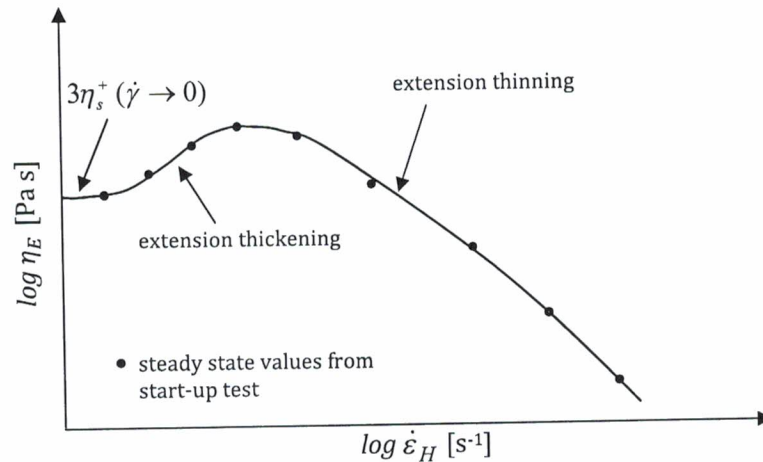 3η_s^+ (γ̇ → 0)
extension thinning
extension thickening
log η_E [Pa s]
• steady state values from
start-up test
log ε̇_H [s⁻¹]